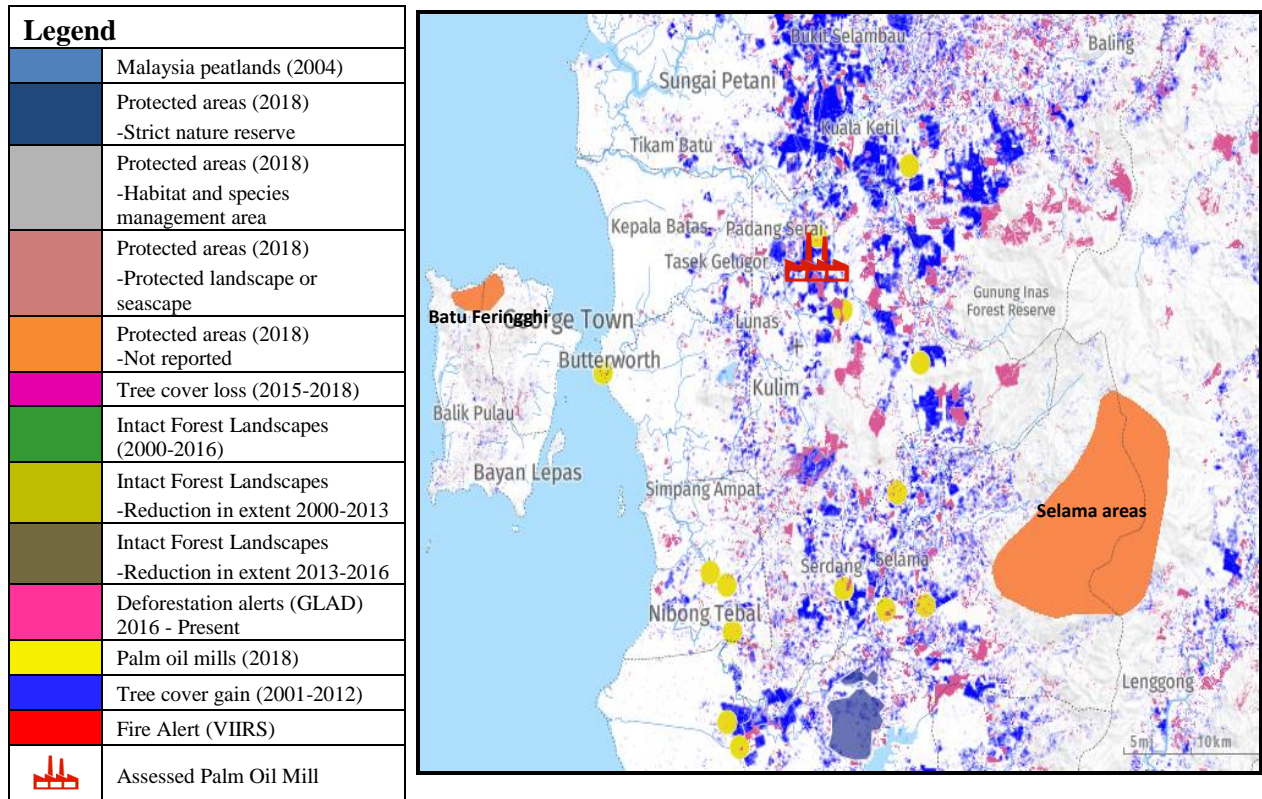 Legend
Malaysia peatlands (2004)
Protected areas (2018)
-Strict nature reserve
Protected areas (2018)
-Habitat and species
management area
Protected areas (2018)
-Protected landscape or
seascape
Protected areas (2018)
-Not reported
Tree cover loss (2015-2018)
Intact Forest Landscapes
(2000-2016)
Intact Forest Landscapes
-Reduction in extent 2000-2013
Intact Forest Landscapes
-Reduction in extent 2013-2016
Deforestation alerts (GLAD)
2016 - Present
Palm oil mills (2018)
Tree cover gain (2001-2012)
Fire Alert (VIIRS)
Assessed Palm Oil Mill
Bukit Selambau
Baling
Sungai Petani
Kuala Ketil
Tikam Batu
Kepala Batas
Padang Serai
Tasek Gelugor
Gunung Inas
Forest Reserve
Batu Feringghi
George Town
Lunas
Butterworth
Kulim
Balik Pulau
Bayan Lepas
Simpang Ampat
Selama areas
Serdang
Selama
Nibong Tebal
Lenggong
5mi
10km